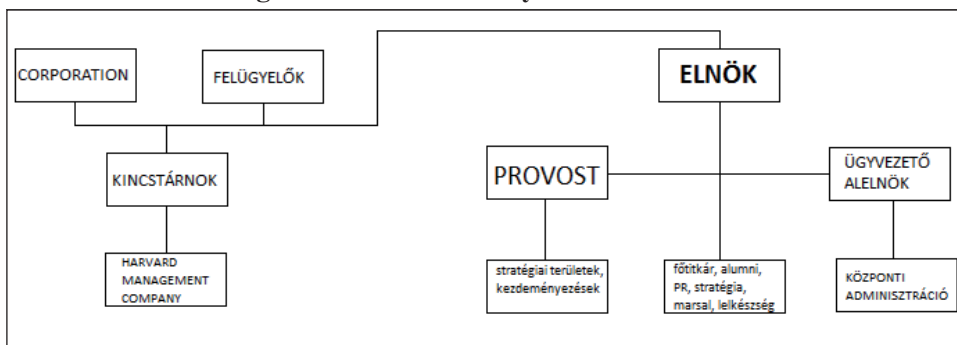 CORPORATION
FELÜGYELŐK
ELNÖK
KINCSTÁRNOK
PROVOST
ÜGYVEZETŐ
ALELNÖK
HARVARD
MANAGEMENT
COMPANY
stratégiai területek,
kezdeményezések
főtitkár, alumni,
PR, stratégia,
marsal, lelkészség
KÖZPONTI
ADMINISZTRÁCIÓ